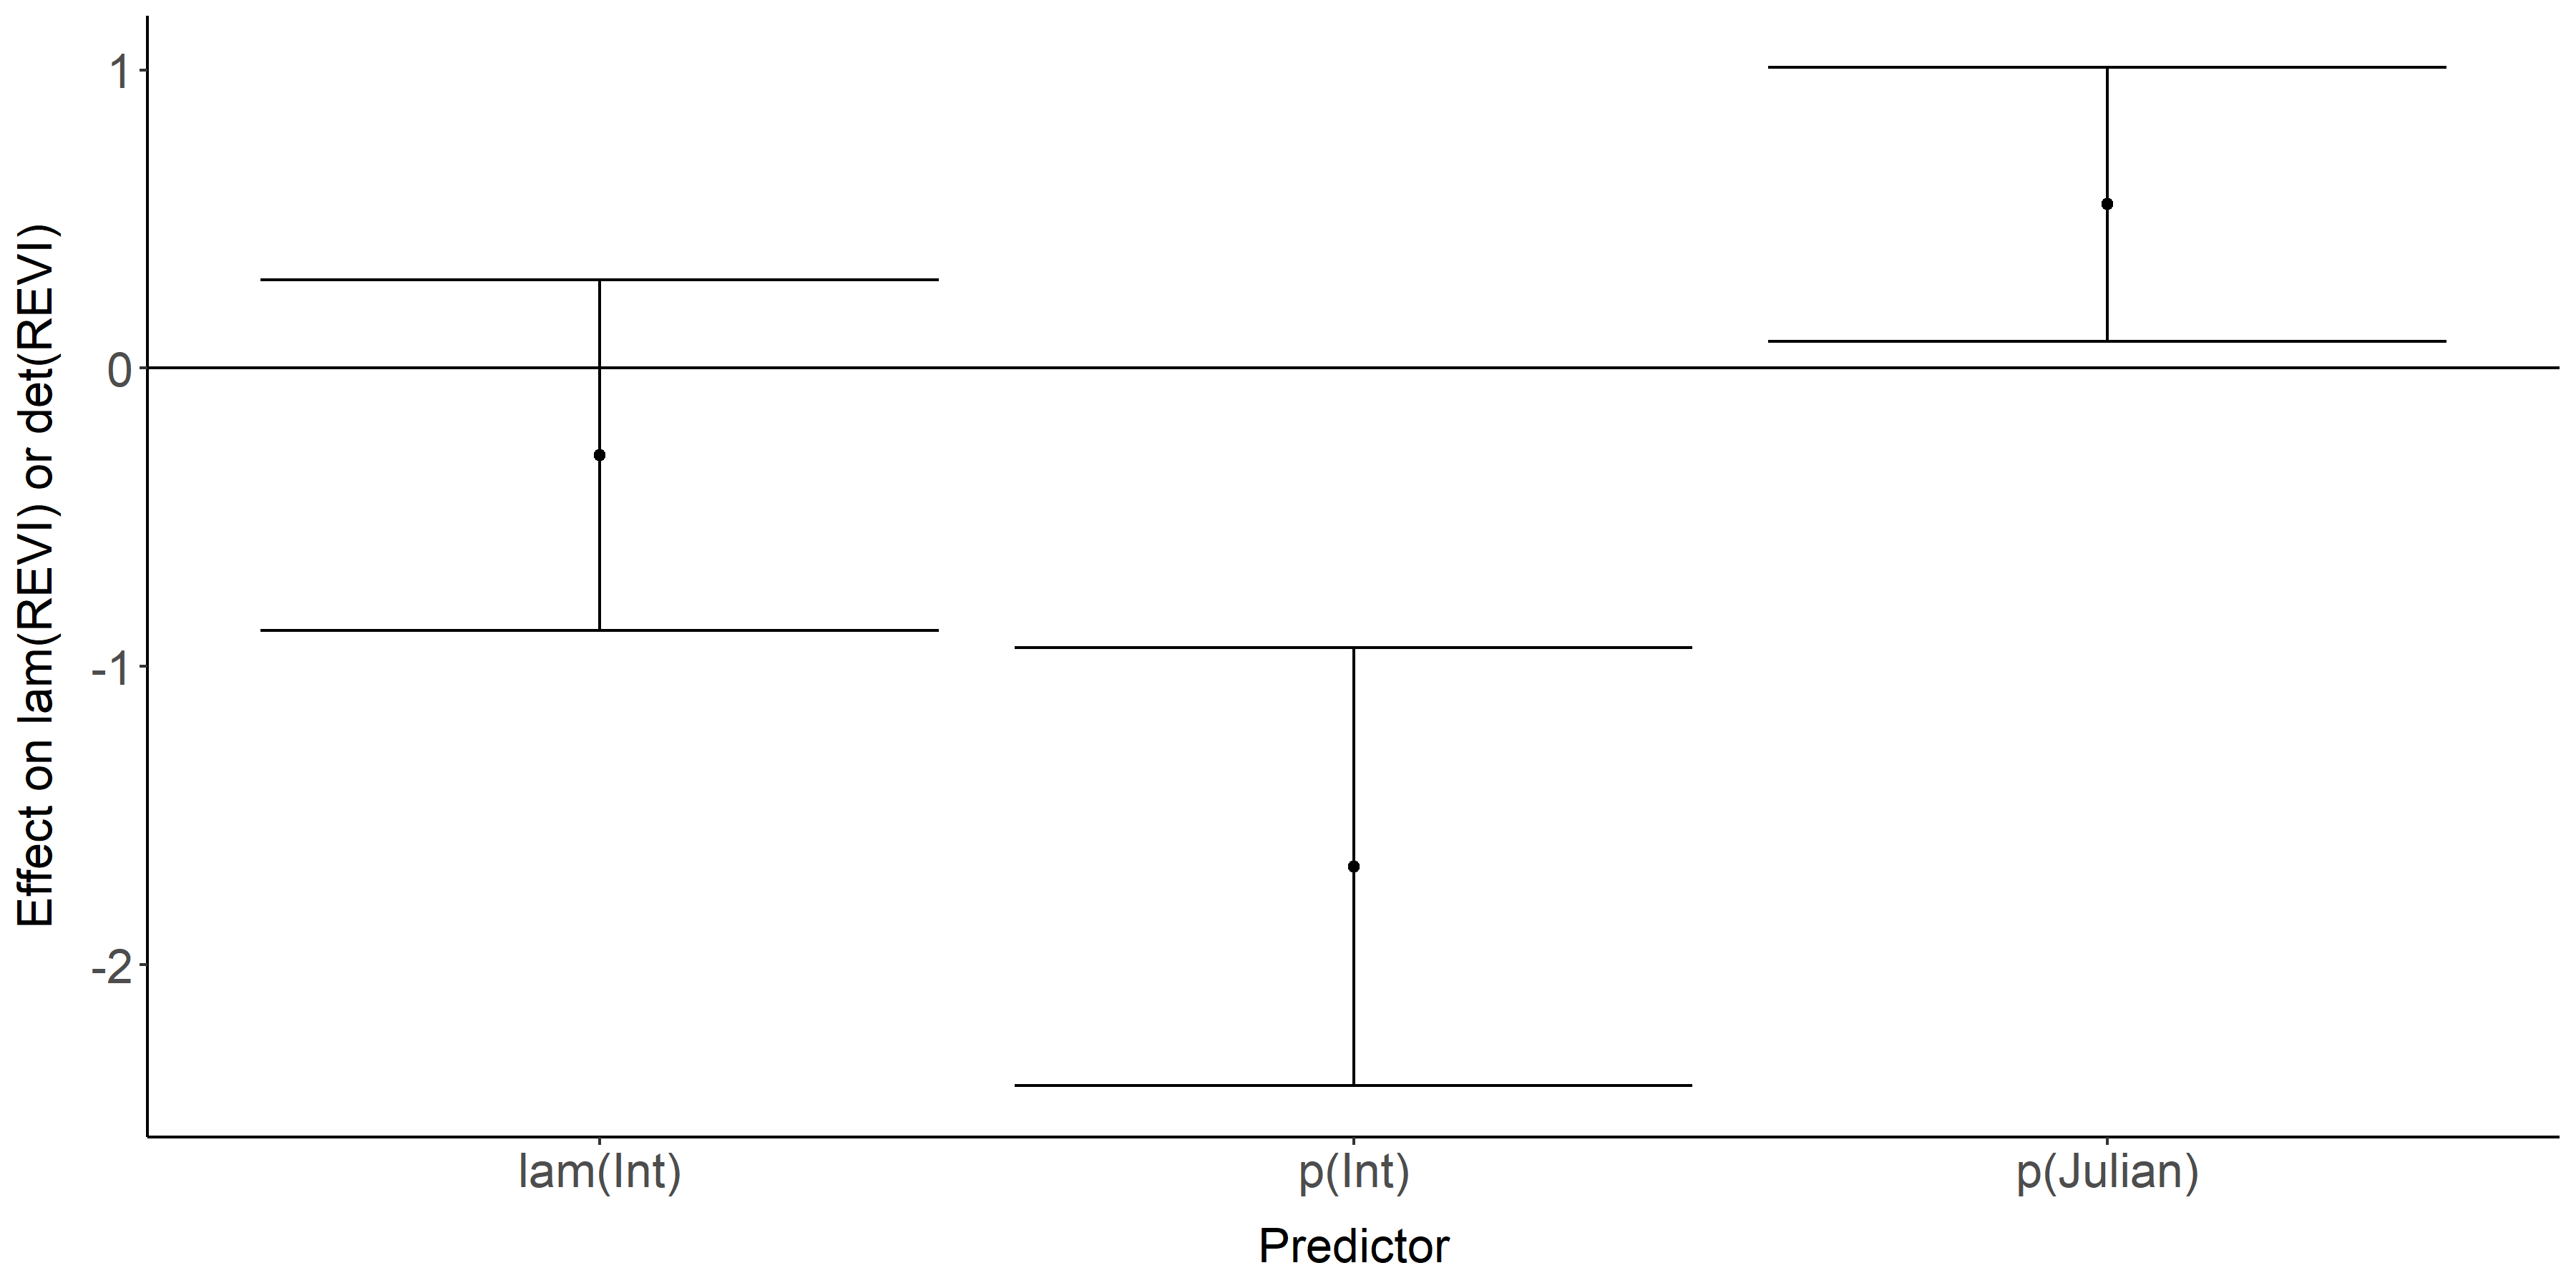 Effect on lam(REVI) or det(REVI)
1
0
-1
-2
lam(Int)
p(Int)
p(Julian)
Predictor